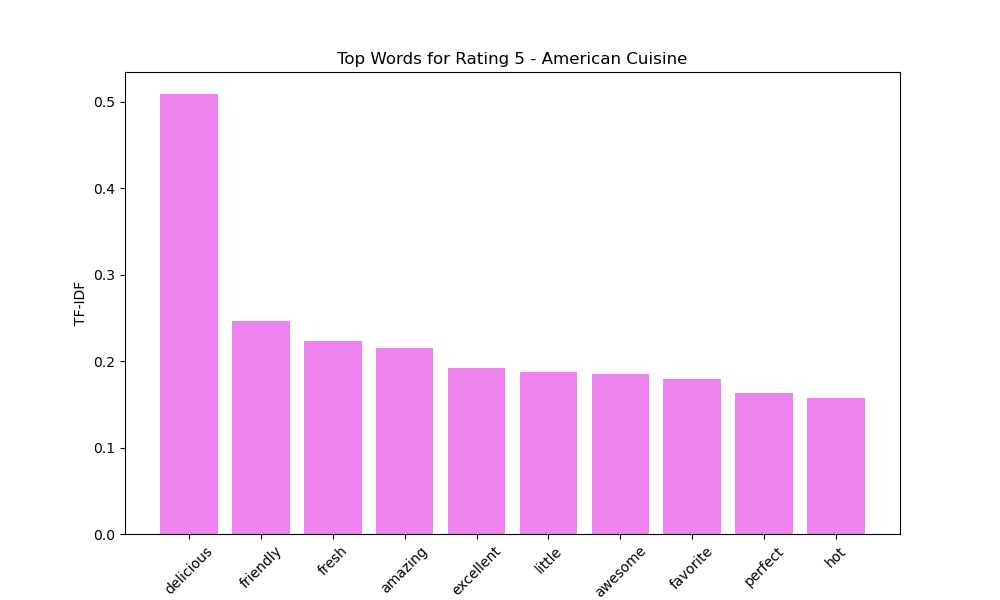 Top Words for Rating 5 - American Cuisine
TF-IDF
0.5
0.4
0.3
0.2
0.1
0.0
delicious
friendly
fresh
amazing
excellent
little
awesome
favorite
perfect
hot